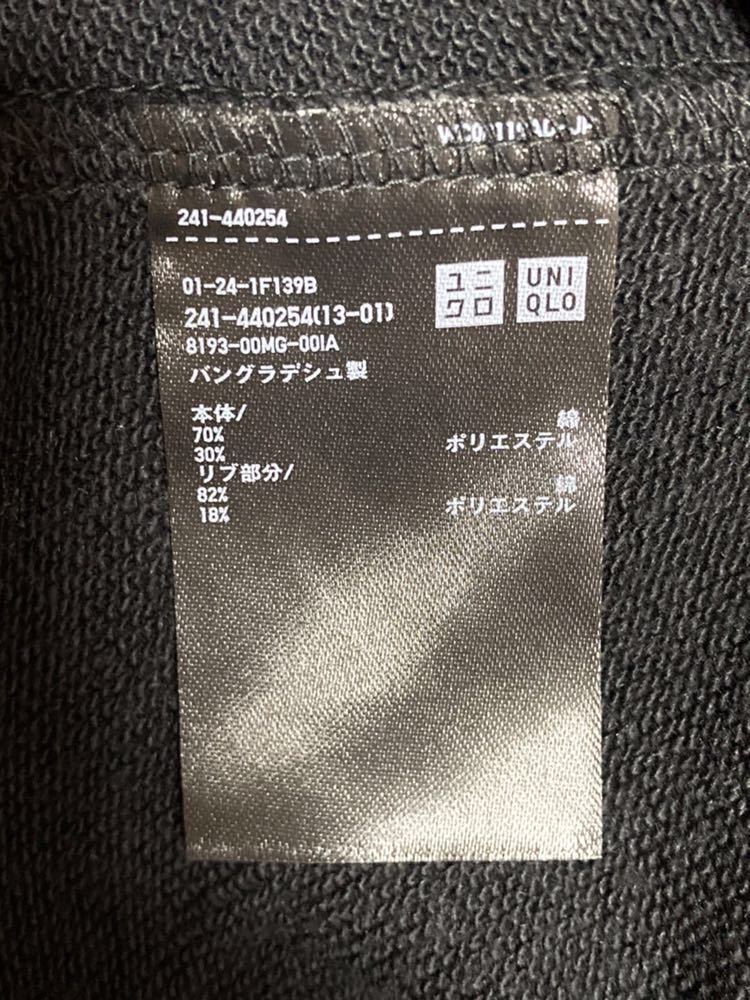 241-440254
01-24-1F139B
ユニクロ
UNIQLO
241-440254(13-01)
8193-00MG-00IA
バングラデシュ製
本体/
70% 綿
30% ポリエステル
リブ部分/
82% 綿
18% ポリエステル